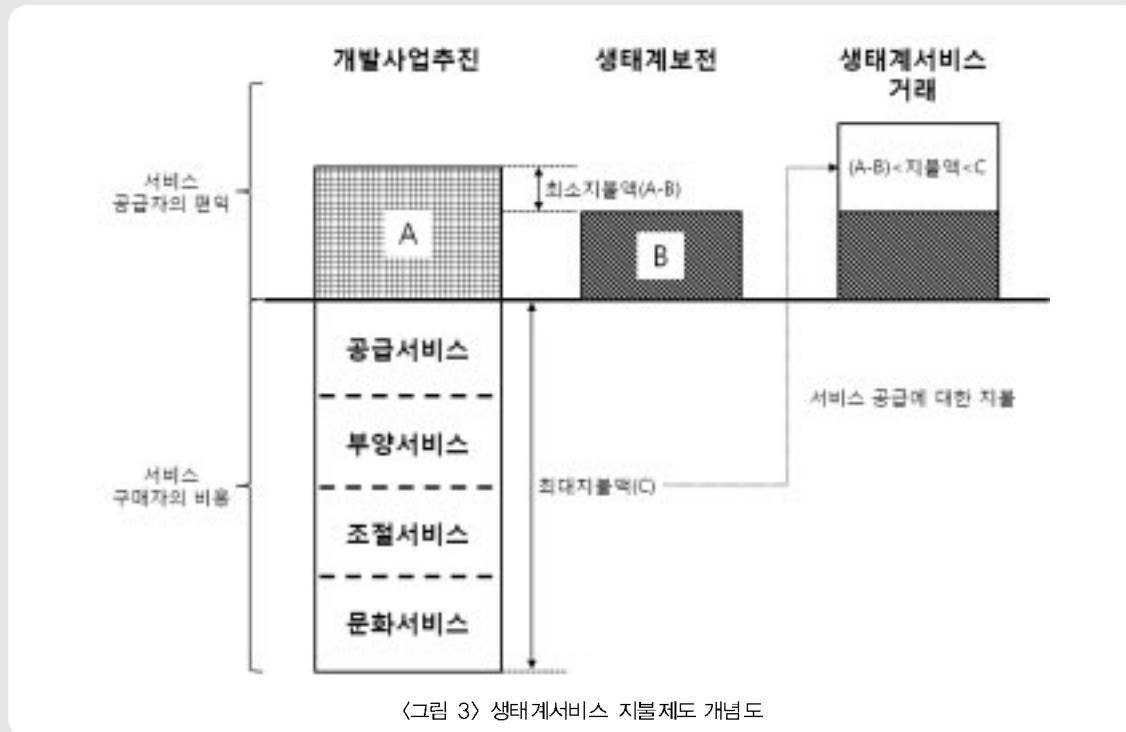 개발사업추진
생태계보전
생태계서비스
거래
서비스
공급자의 편익
A
최소지불액(A-B)
B
(A-B)<지불액<C
공급서비스
부양서비스
조절서비스
문화서비스
서비스
구매자의 비용
최대지불액(C)
서비스 공급에 대한 지불
〈그림 3〉 생태계서비스 지불제도 개념도